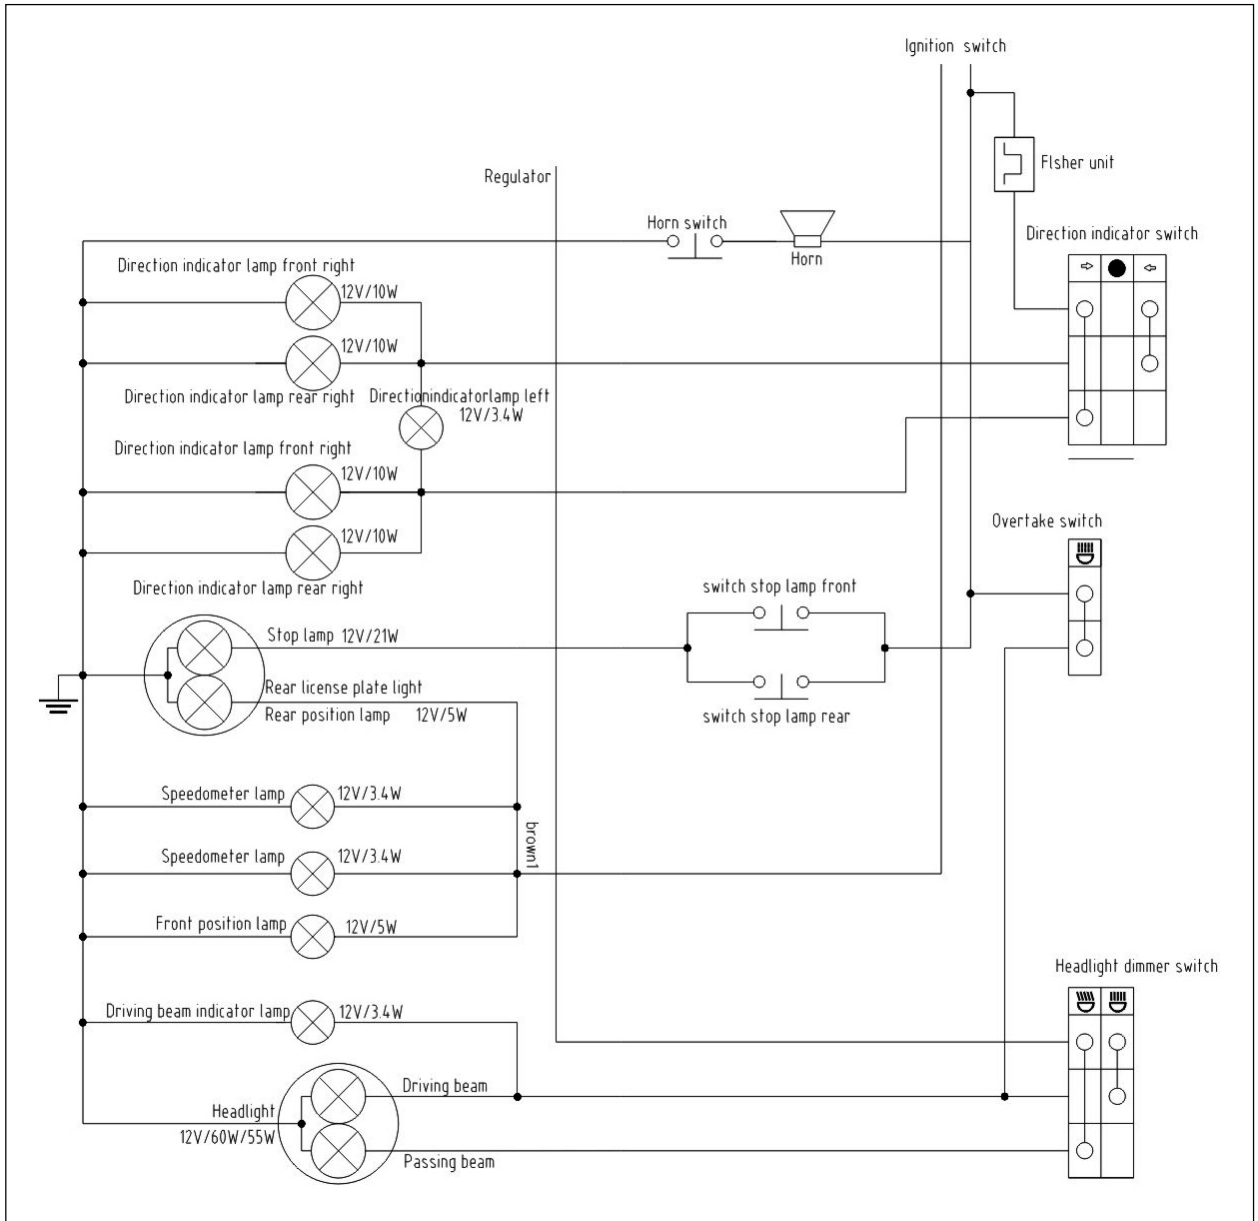 Ignition switch
Flsher unit
Regulator
Horn switch
Direction indicator switch
Horn
Direction indicator lamp front right
12V/10W
12V/10W
Direction indicator lamp rear right
Directionindicatorlamp left
12V/3.4W
Direction indicator lamp front right
12V/10W
12V/10W
Direction indicator lamp rear right
Overtake switch
switch stop lamp front
Stop lamp 12V/21W
Rear license plate light
Rear position lamp 12V/5W
switch stop lamp rear
Speedometer lamp 12V/3.4W
brown1
Speedometer lamp 12V/3.4W
Front position lamp 12V/5W
Headlight dimmer switch
Driving beam indicator lamp 12V/3.4W
Driving beam
Headlight
12V/60W/55W
Passing beam